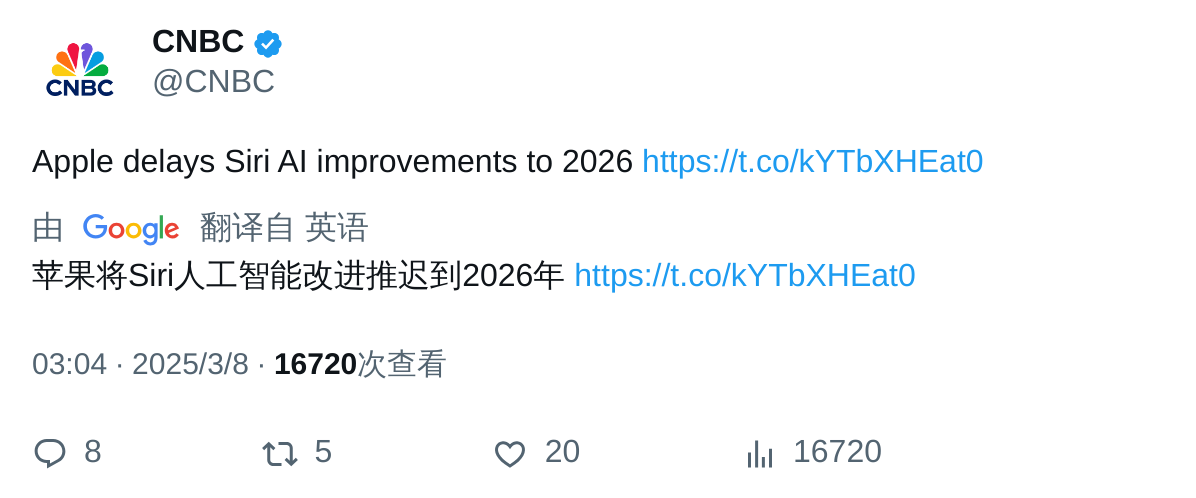 CNBC
CNBC
@CNBC
Apple delays Siri AI improvements to 2026 https://t.co/kYTbXHEat0
由 Google 翻译自 英语
苹果将Siri人工智能改进推迟到2026年 https://t.co/kYTbXHEat0
03:04 · 2025/3/8 · 16720次查看
8 5 20 16720